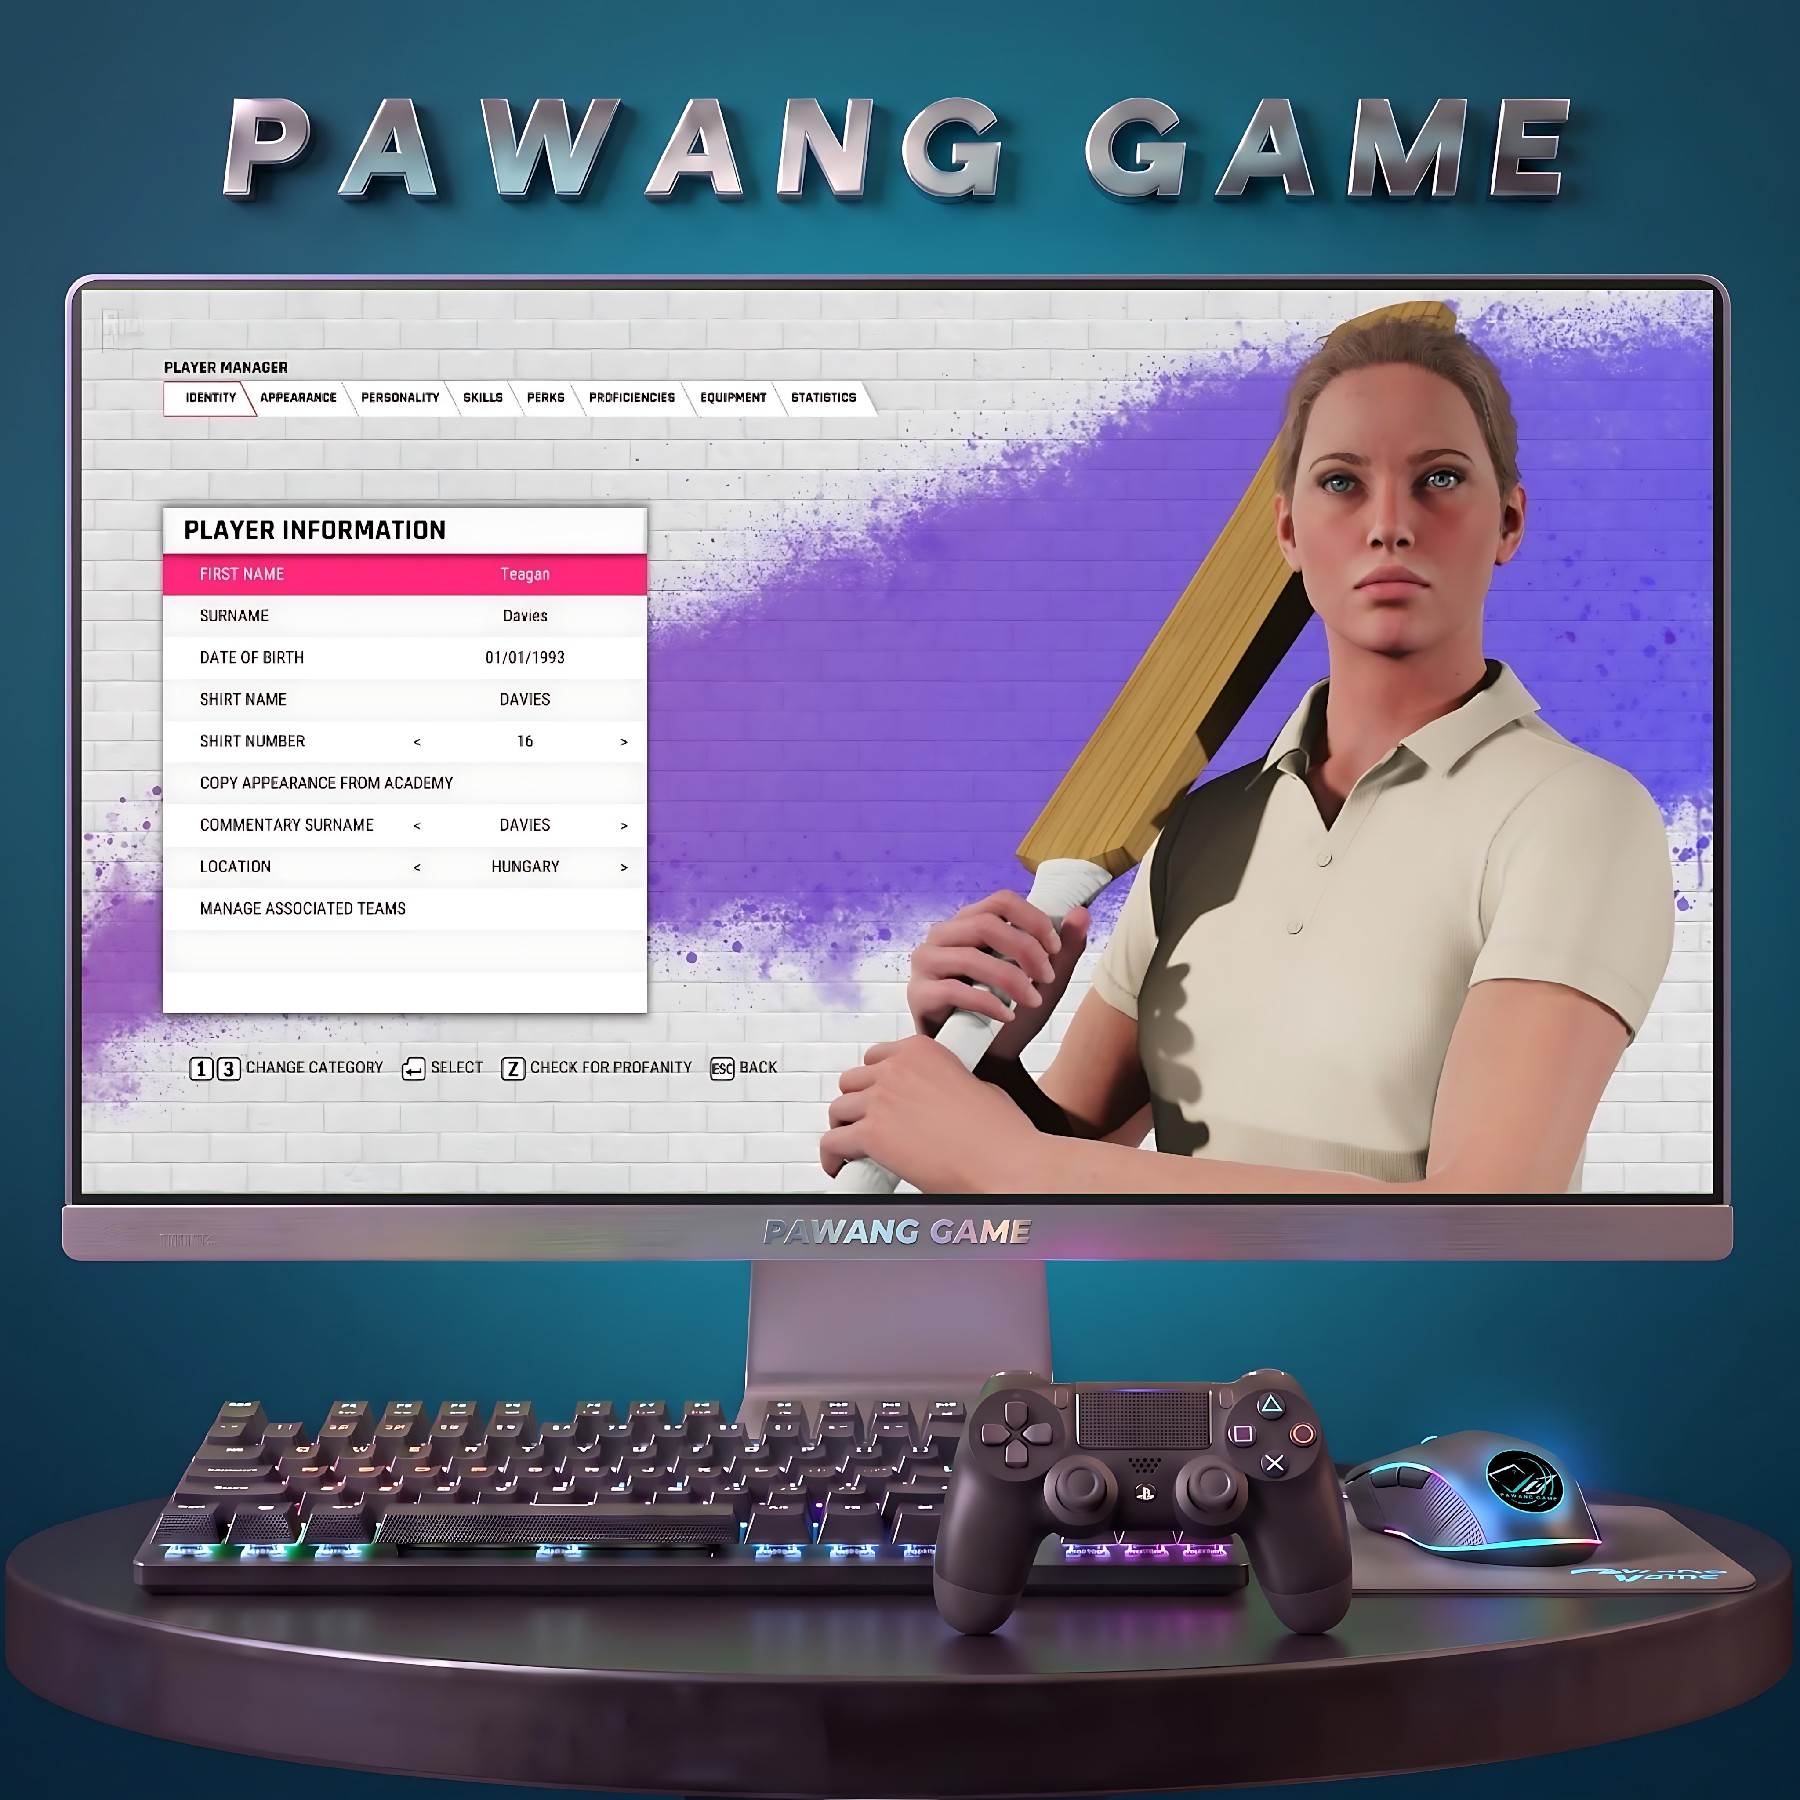 PAWANG GAME
PLAYER MANAGER
IDENTITY APPEARANCE PERSONALITY SKILLS PERKS PROFICIENCIES EQUIPMENT STATISTICS
PLAYER INFORMATION
FIRST NAME Teagan
SURNAME Davies
DATE OF BIRTH 01/01/1993
SHIRT NAME DAVIES
SHIRT NUMBER < 16 >
COPY APPEARANCE FROM ACADEMY
COMMENTARY SURNAME < DAVIES >
LOCATION < HUNGARY >
MANAGE ASSOCIATED TEAMS
1 3 CHANGE CATEGORY SELECT Z CHECK FOR PROFANITY ESC BACK
PAWANG GAME
PAWANG GAME